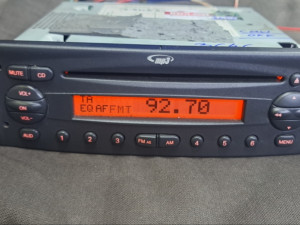 mp3
MUTE CD
TA
EQ AF FMT 92.70
VOL+
ON
VOL-
AUD 1 2 3 FM AS AM 4 5 6 MENU